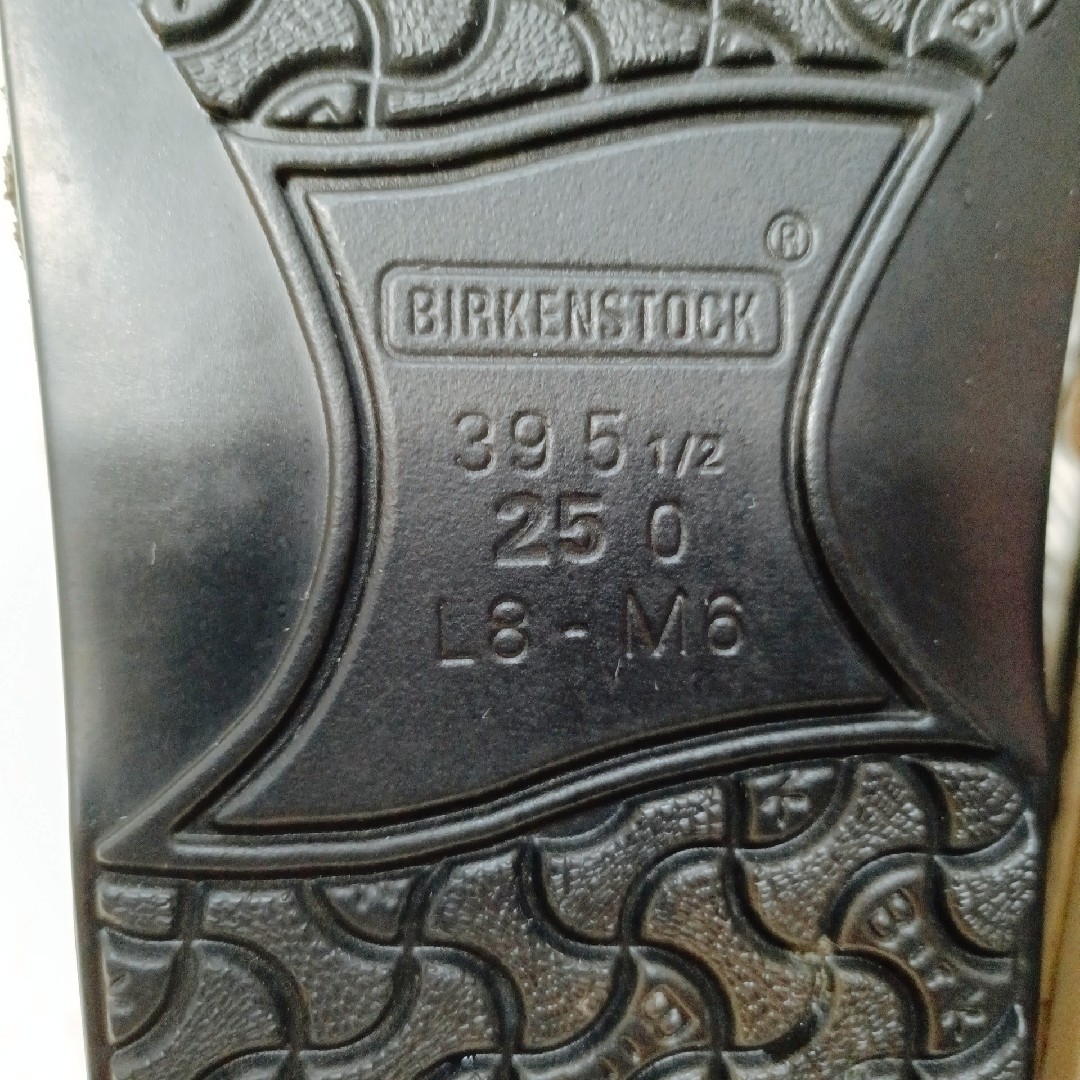 ®
BIRKENSTOCK
39 5 1/2
25 0
L8 - M6